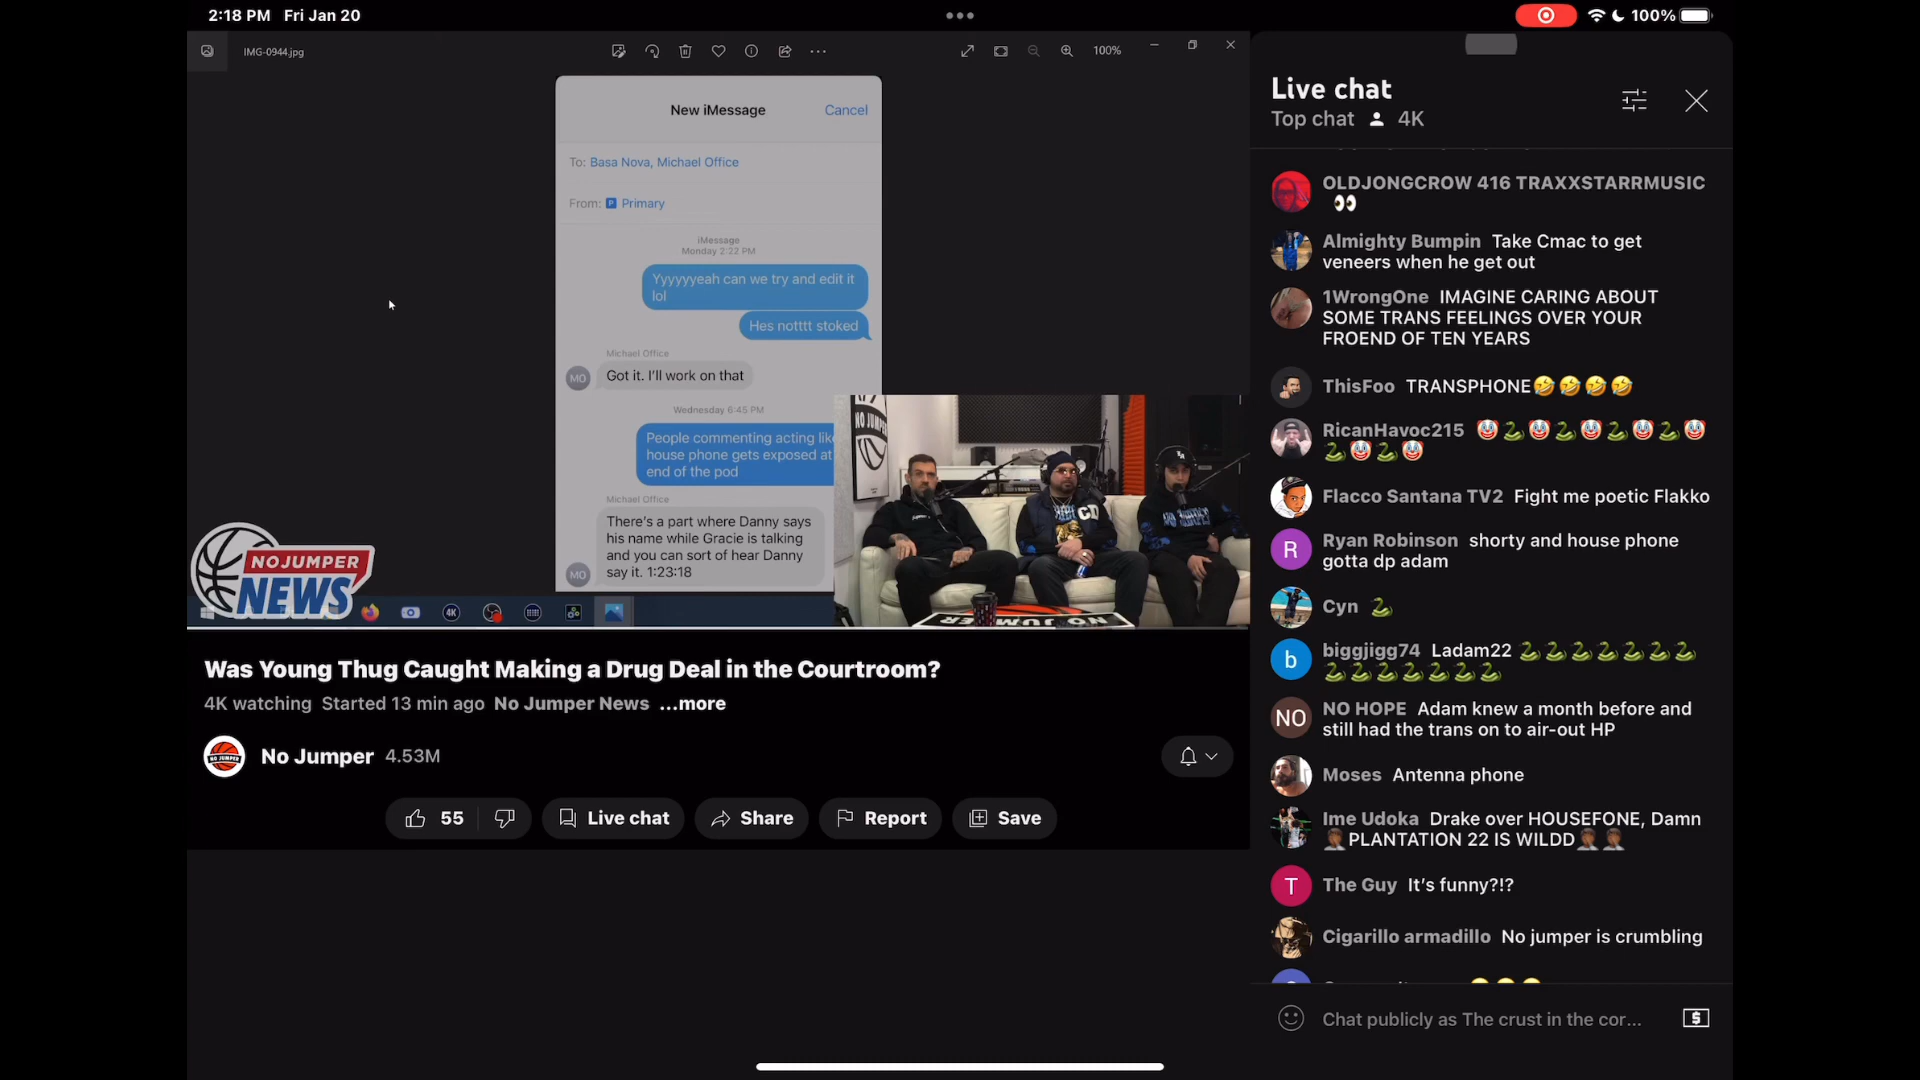 2:18 PM Fri Jan 20
100%
IMG-0944.jpg
100%
New iMessage
Cancel
To: Basa Nova, Michael Office
From: P Primary
iMessage
Monday 2:22 PM
Yyyyyyeah can we try and edit it
lol
Hes notttt stoked
Michael Office
MO
Got it. I'll work on that
Wednesday 6:45 PM
People commenting acting lik
house phone gets exposed at
end of the pod
Michael Office
There's a part where Danny says
his name while Gracie is talking
and you can sort of hear Danny
say it. 1:23:18
MO
NO JUMPER
NO JUMPER
NOJUMPER
NEWS
4K
Was Young Thug Caught Making a Drug Deal in the Courtroom?
4K watching Started 13 min ago No Jumper News ...more
No Jumper 4.53M
55
Live chat
Share
Report
Save
Live chat
Top chat 4K
OLDJONGCROW 416 TRAXXSTARRMUSIC
👀
Almighty Bumpin Take Cmac to get
veneers when he get out
1WrongOne IMAGINE CARING ABOUT
SOME TRANS FEELINGS OVER YOUR
FROEND OF TEN YEARS
ThisFoo TRANSPHONE🤣🤣🤣🤣
RicanHavoc215 🤡🐍🤡🐍🤡🐍🤡🐍🤡
🐍🤡🐍🤡
Flacco Santana TV2 Fight me poetic Flakko
R
Ryan Robinson shorty and house phone
gotta dp adam
Cyn 🐍
b
biggjigg74 Ladam22 🐍🐍🐍🐍🐍🐍🐍
🐍🐍🐍🐍🐍🐍🐍
NO
NO HOPE Adam knew a month before and
still had the trans on to air-out HP
Moses Antenna phone
Ime Udoka Drake over HOUSEFONE, Damn
🤦🏾PLANTATION 22 IS WILDD🤦🏾🤦🏾
T
The Guy It's funny?!?
Cigarillo armadillo No jumper is crumbling
Chat publicly as The crust in the cor...
$